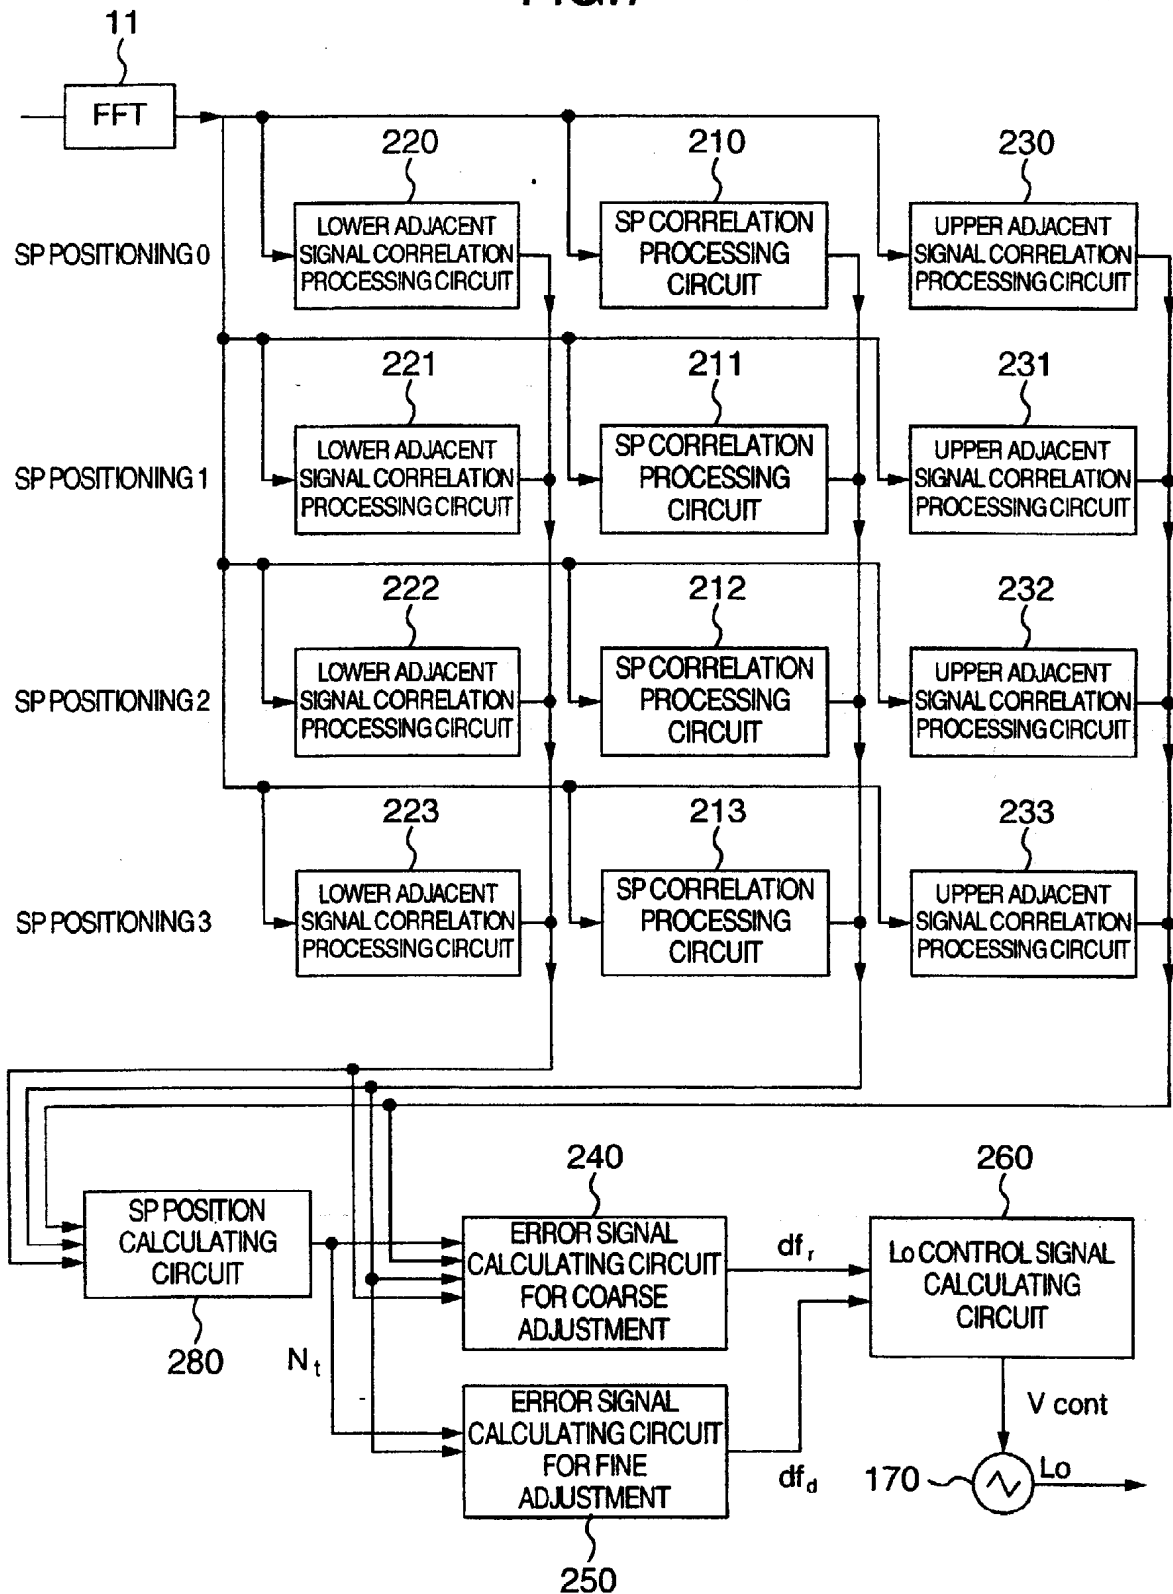 11
FFT
220
210
230
SP POSITIONING 0
LOWER ADJACENT
SIGNAL CORRELATION
PROCESSING CIRCUIT
SP CORRELATION
PROCESSING
CIRCUIT
UPPER ADJACENT
SIGNAL CORRELATION
PROCESSING CIRCUIT
221
211
231
SP POSITIONING 1
LOWER ADJACENT
SIGNAL CORRELATION
PROCESSING CIRCUIT
SP CORRELATION
PROCESSING
CIRCUIT
UPPER ADJACENT
SIGNAL CORRELATION
PROCESSING CIRCUIT
222
212
232
SP POSITIONING 2
LOWER ADJACENT
SIGNAL CORRELATION
PROCESSING CIRCUIT
SP CORRELATION
PROCESSING
CIRCUIT
UPPER ADJACENT
SIGNAL CORRELATION
PROCESSING CIRCUIT
223
213
233
SP POSITIONING 3
LOWER ADJACENT
SIGNAL CORRELATION
PROCESSING CIRCUIT
SP CORRELATION
PROCESSING
CIRCUIT
UPPER ADJACENT
SIGNAL CORRELATION
PROCESSING CIRCUIT
240
260
SP POSITION
CALCULATING
CIRCUIT
280
N t
ERROR SIGNAL
CALCULATING CIRCUIT
FOR COARSE
ADJUSTMENT
df r
Lo CONTROL SIGNAL
CALCULATING
CIRCUIT
ERROR SIGNAL
CALCULATING CIRCUIT
FOR FINE
ADJUSTMENT
df d
V cont
170
Lo
250